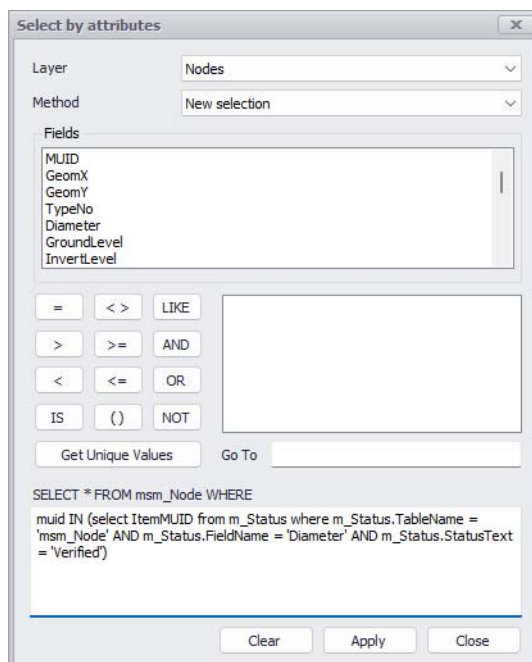 Select by attributes
Layer
Nodes
Method
New selection
Fields
MUID
GeomX
GeomY
TypeNo
Diameter
GroundLevel
InvertLevel
= < > LIKE
> >= AND
< <= OR
IS () NOT
Get Unique Values
Go To
SELECT * FROM msm_Node WHERE
muid IN (select ItemMUID from m_Status where m_Status.TableName =
'msm_Node' AND m_Status.FieldName = 'Diameter' AND m_Status.StatusText
= 'Verified')
Clear Apply Close